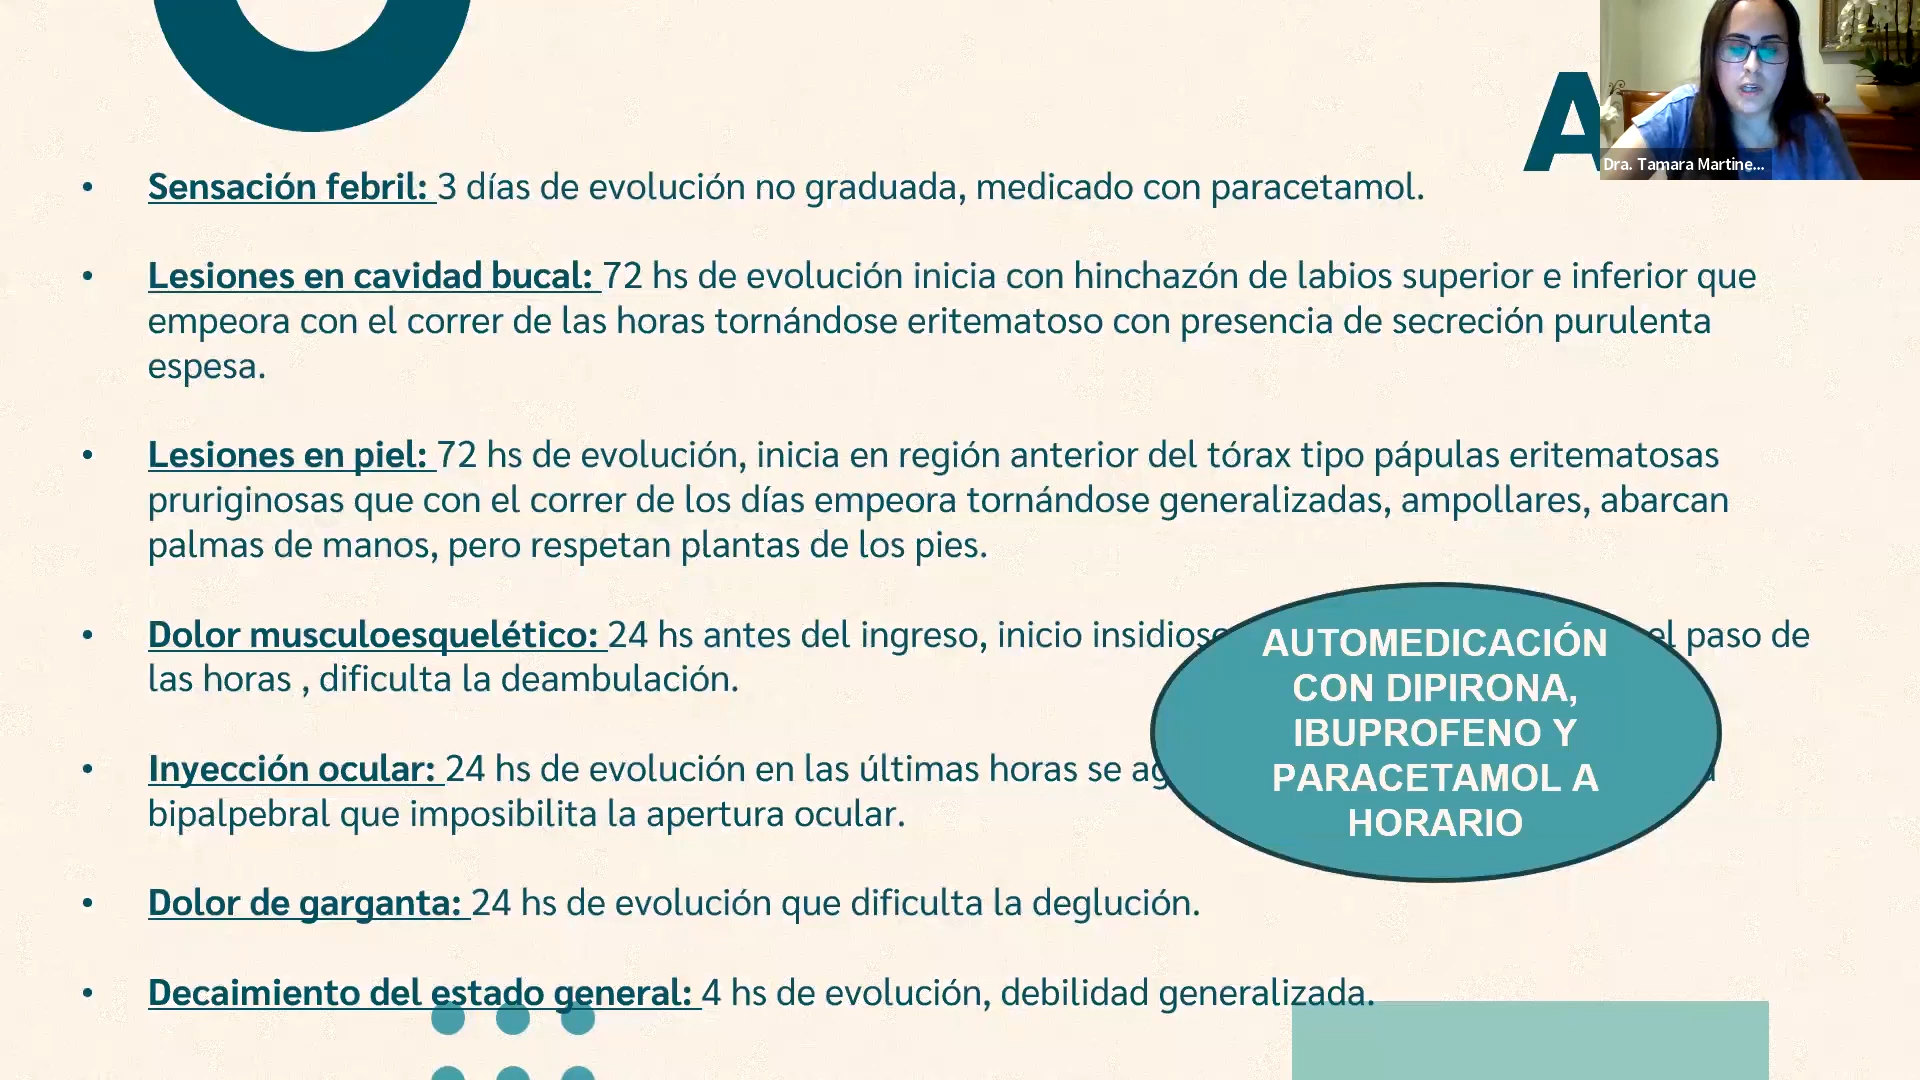 A
Dra. Tamara Martine...
• Sensación febril: 3 días de evolución no graduada, medicado con paracetamol.
• Lesiones en cavidad bucal: 72 hs de evolución inicia con hinchazón de labios superior e inferior que
empeora con el correr de las horas tornándose eritematoso con presencia de secreción purulenta
espesa.
• Lesiones en piel: 72 hs de evolución, inicia en región anterior del tórax tipo pápulas eritematosas
pruriginosas que con el correr de los días empeora tornándose generalizadas, ampollares, abarcan
palmas de manos, pero respetan plantas de los pies.
• Dolor musculoesquelético: 24 hs antes del ingreso, inicio el paso de
las horas , dificulta la deambulación.
• Inyección ocular: 24 hs de evolución en las últimas horas se
bipalpebral que imposibilita la apertura ocular.
AUTOMEDICACIÓN
CON DIPIRONA,
IBUPROFENO Y
PARACETAMOL A
HORARIO
• Dolor de garganta: 24 hs de evolución que dificulta la deglución.
• Decaimiento del estado general: 4 hs de evolución, debilidad generalizada.